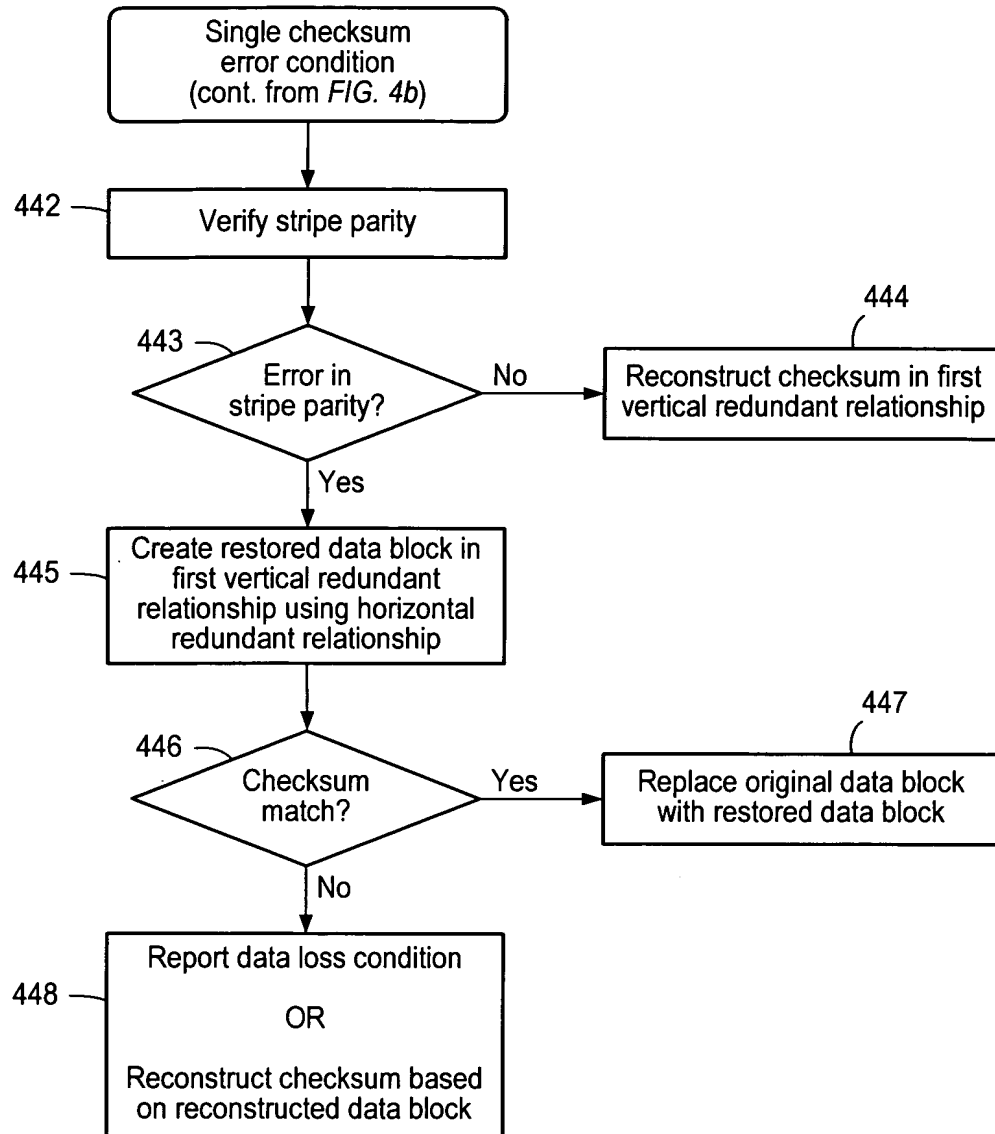 Single checksum
error condition
(cont. from FIG. 4b)
442
Verify stripe parity
443
Error in
stripe parity?
No
444
Reconstruct checksum in first
vertical redundant relationship
Yes
445
Create restored data block in
first vertical redundant
relationship using horizontal
redundant relationship
446
Checksum
match?
Yes
447
Replace original data block
with restored data block
No
448
Report data loss condition
OR
Reconstruct checksum based
on reconstructed data block